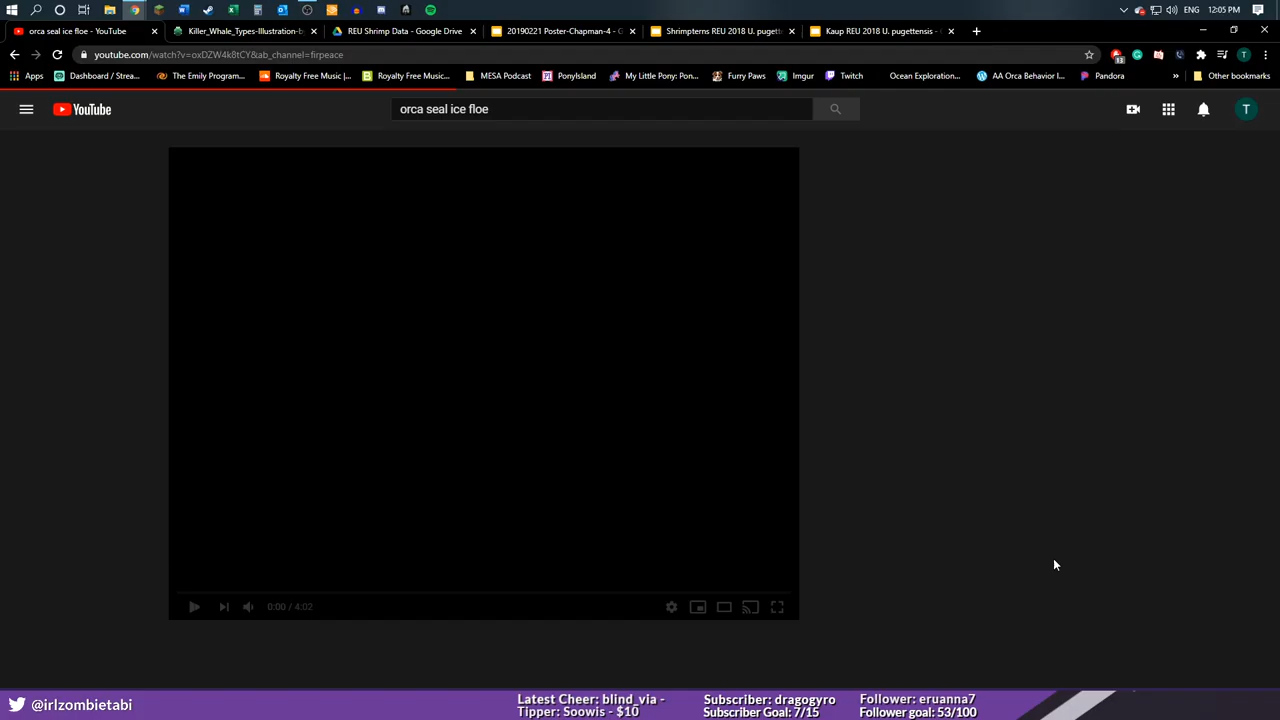 ENG 12:05 PM
orca seal ice floe - YouTube
Killer_Whale_Types-Illustration-b
REU Shrimp Data - Google Drive
20190221 Poster-Chapman-4 - G
Shrimpterns REU 2018 U. pugett
Kaup REU 2018 U. pugettensis -
youtube.com/watch?v=oxDZW4k8tCY&ab_channel=firpeace
13
T
Apps
Dashboard / Strea...
The Emily Program...
Royalty Free Music |...
Royalty Free Music...
MESA Podcast
PonyIsland
My Little Pony: Pon...
Furry Paws
Imgur
Twitch
Ocean Exploration...
AA Orca Behavior I...
Pandora
»
Other bookmarks
YouTube
orca seal ice floe
T
0:00 / 4:02
@irlzombietabi
Latest Cheer: blind_via -
Tipper: Soowis - $10
Subscriber: dragogyro
Subscriber Goal: 7/15
Follower: eruanna7
Follower goal: 53/100